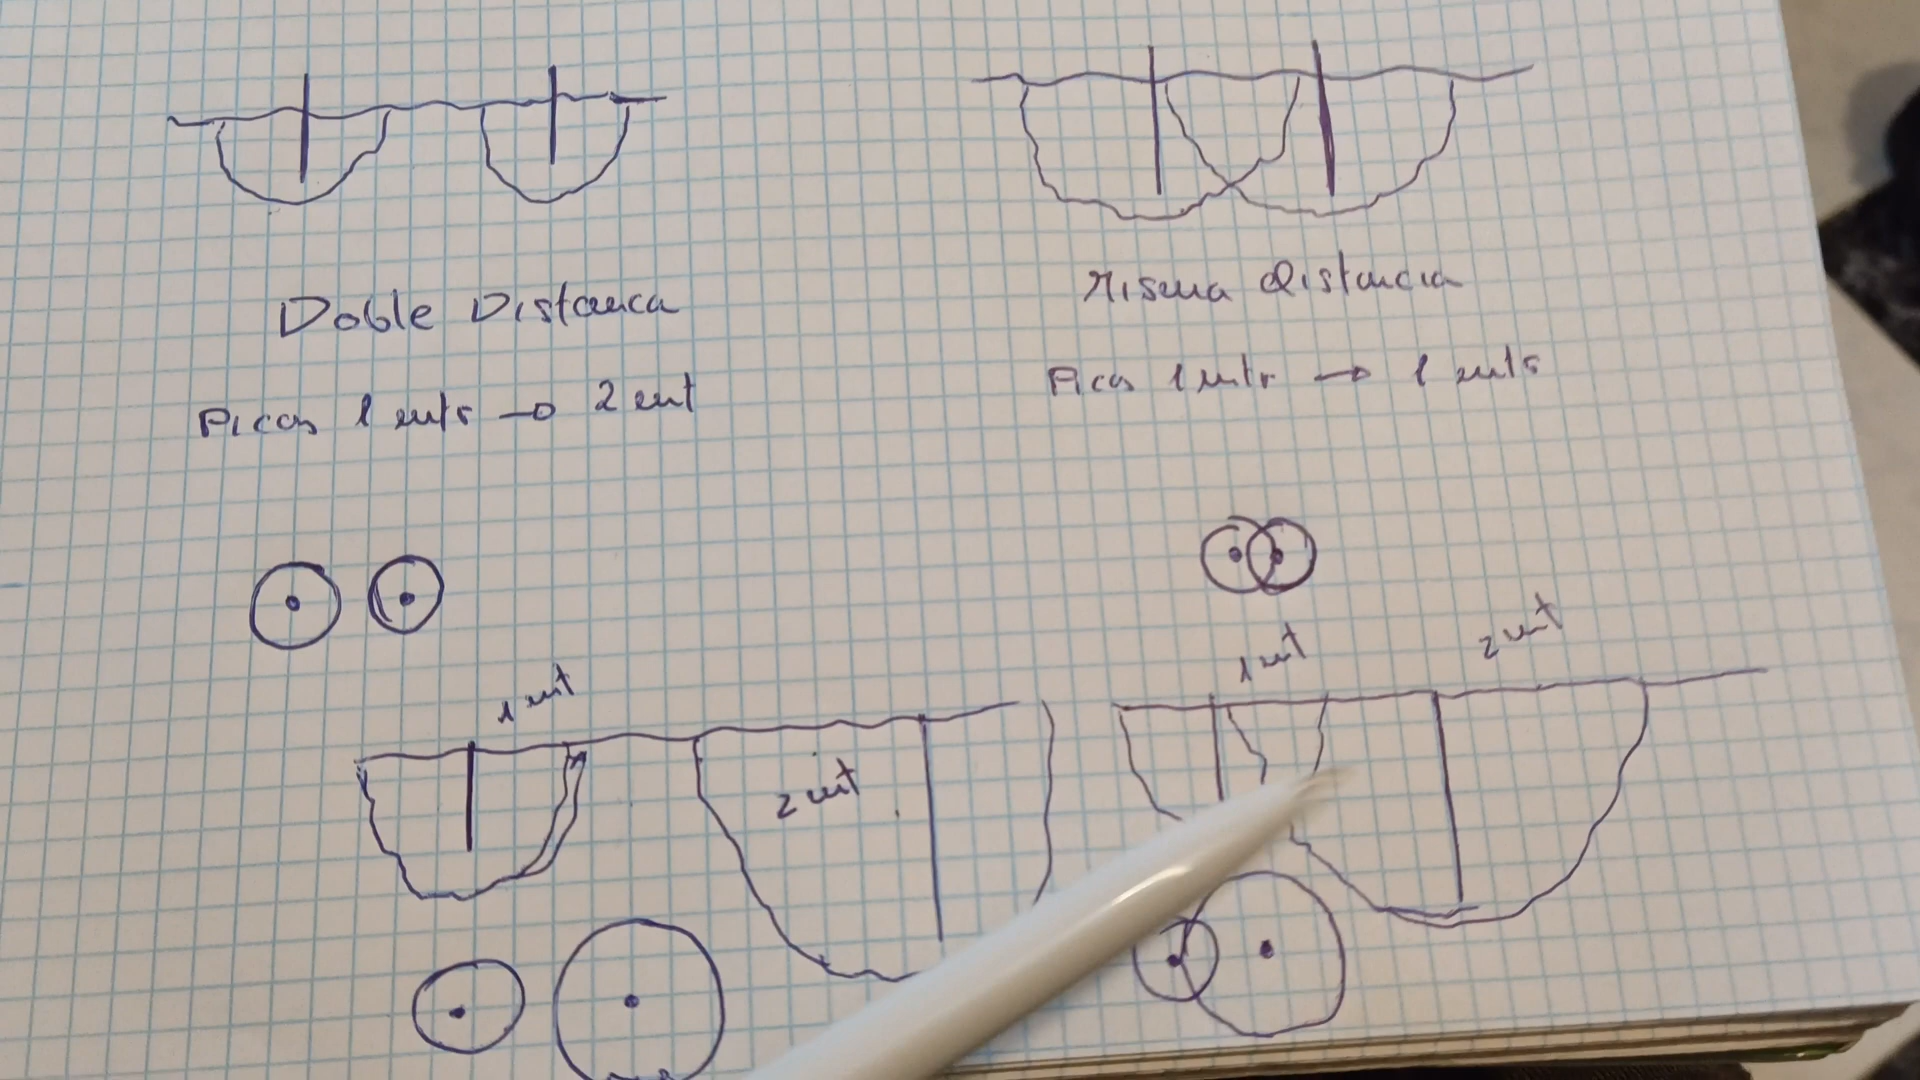 Doble Distanca
Picas 1 mts → 2 mt
Misma distancia
Picas 1 mtr → 1 mts
1 mt
2 mt
1 mt
2 mt